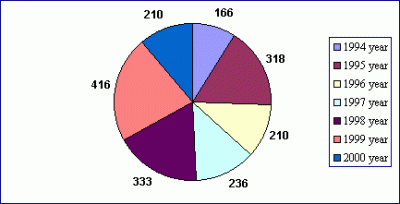 210
166
318
416
210
333
236
1994 year
1995 year
1996 year
1997 year
1998 year
1999 year
2000 year